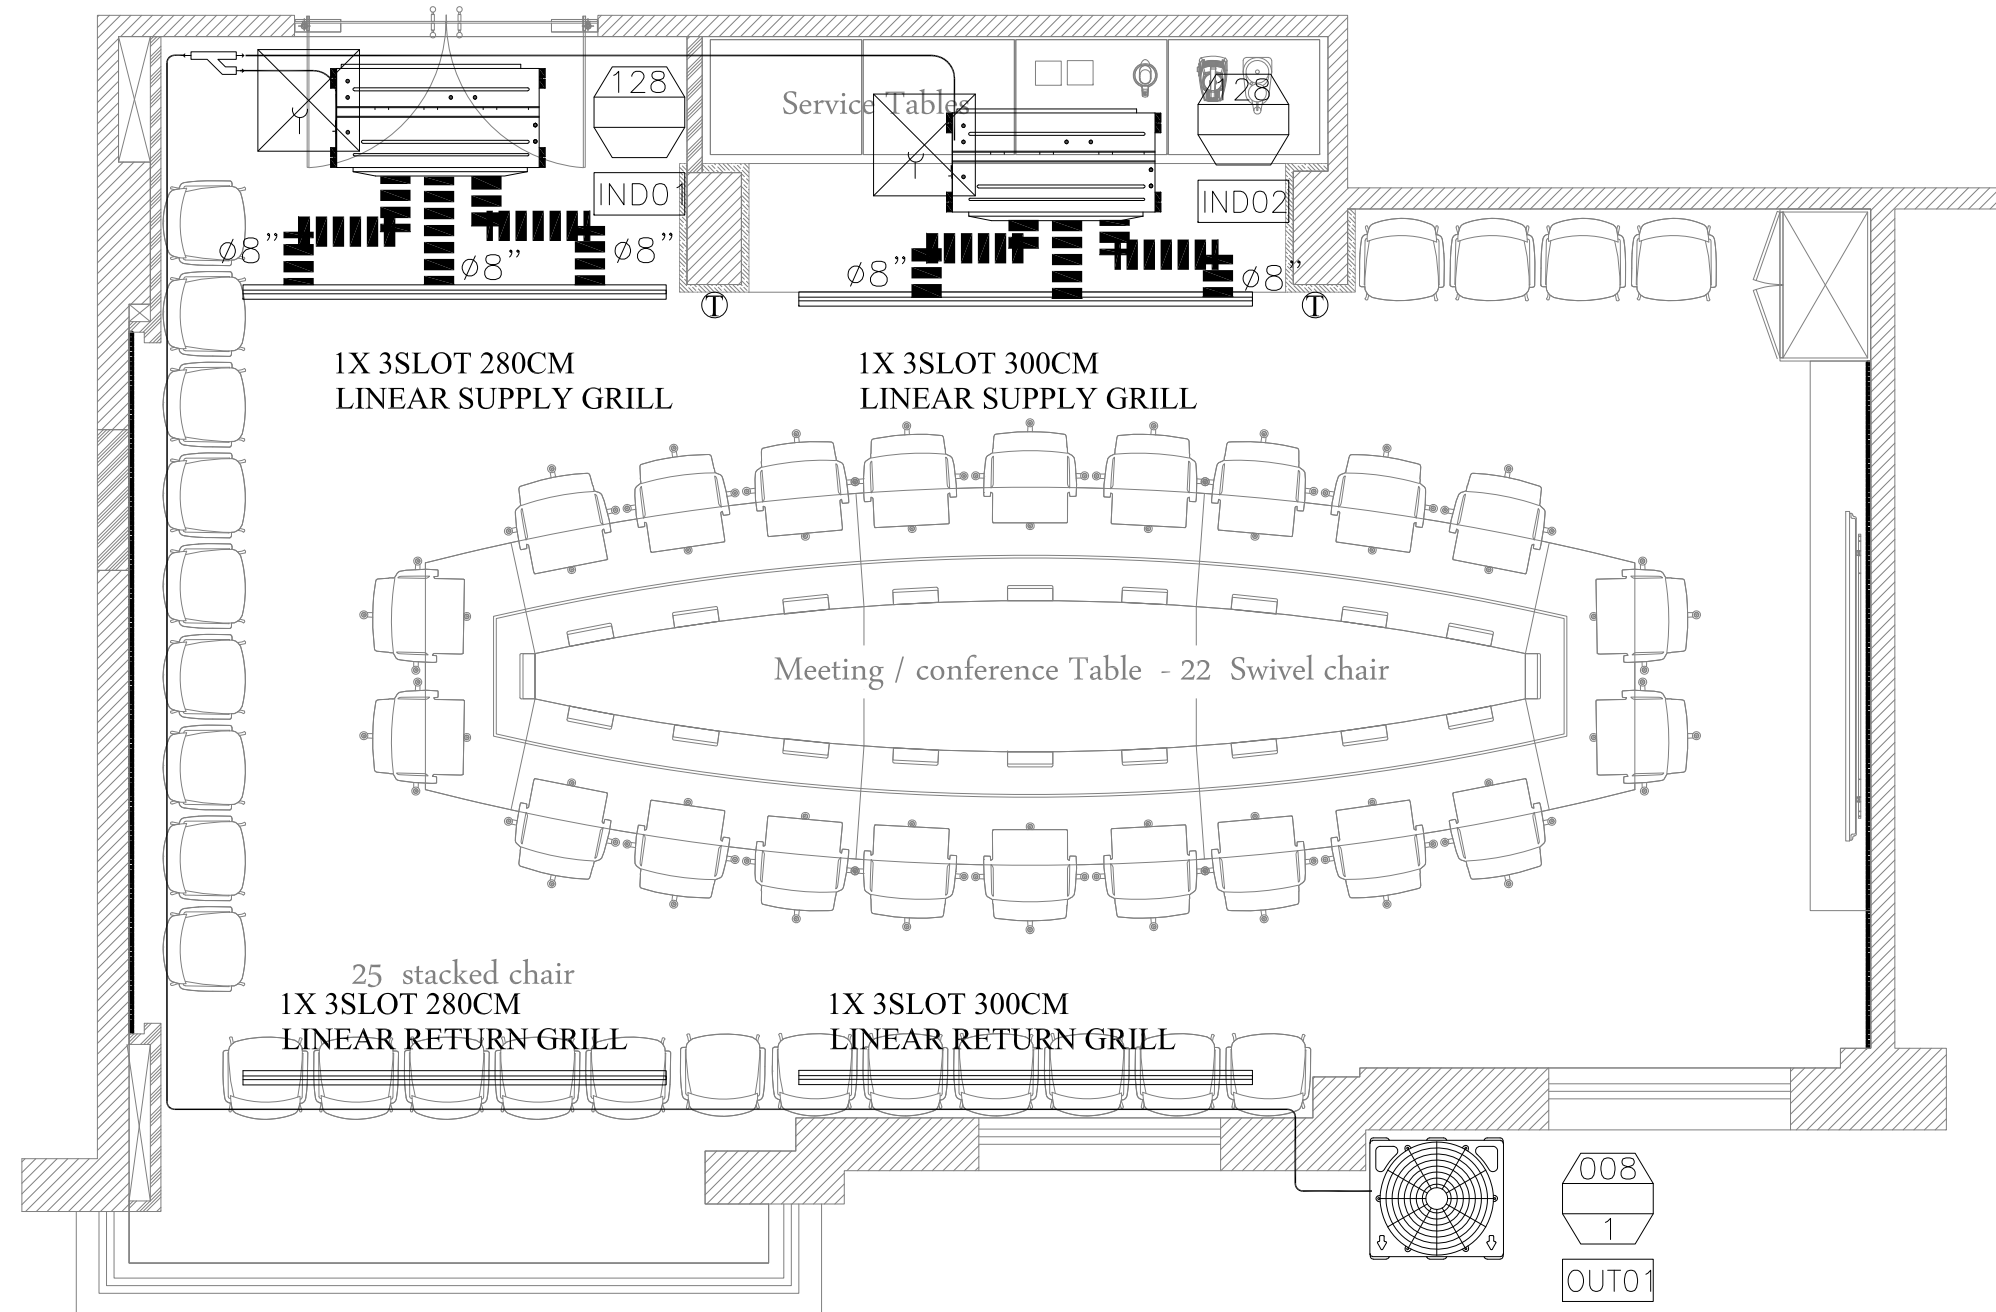 128
128
Service Tables
IND01
IND02
ø8”
ø8”
ø8”
ø8”
ø8”
T
T
1X 3SLOT 280CM
LINEAR SUPPLY GRILL
1X 3SLOT 300CM
LINEAR SUPPLY GRILL
Meeting / conference Table - 22 Swivel chair
25 stacked chair
1X 3SLOT 280CM
LINEAR RETURN GRILL
1X 3SLOT 300CM
LINEAR RETURN GRILL
008
1
OUT01